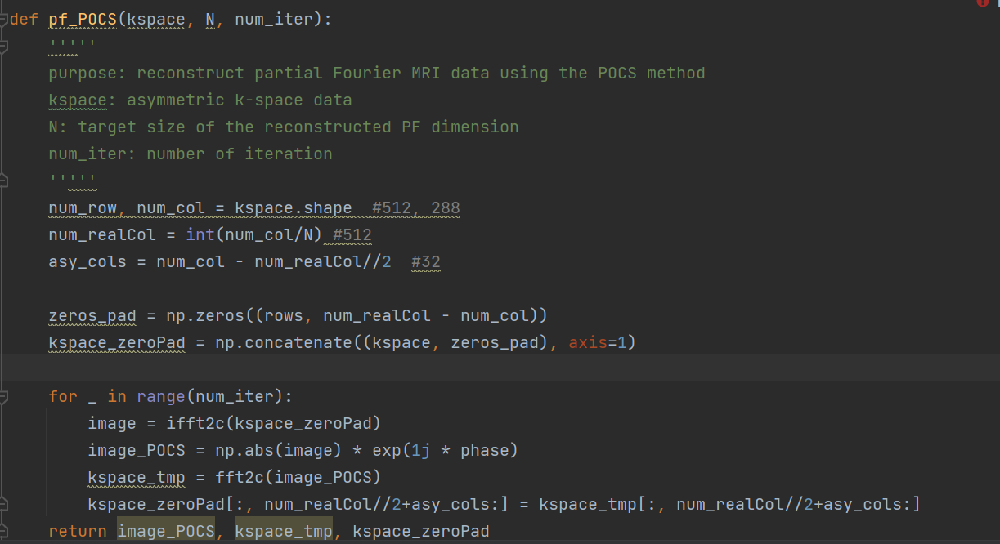 def pf_POCS(kspace, N, num_iter):
    '''''
    purpose: reconstruct partial Fourier MRI data using the POCS method
    kspace: asymmetric k-space data
    N: target size of the reconstructed PF dimension
    num_iter: number of iteration
    '''''
    num_row, num_col = kspace.shape  #512, 288
    num_realCol = int(num_col/N) #512
    asy_cols = num_col - num_realCol//2  #32
    zeros_pad = np.zeros((rows, num_realCol - num_col))
    kspace_zeroPad = np.concatenate((kspace, zeros_pad), axis=1)
    for _ in range(num_iter):
        image = ifft2c(kspace_zeroPad)
        image_POCS = np.abs(image) * exp(1j * phase)
        kspace_tmp = fft2c(image_POCS)
        kspace_zeroPad[:, num_realCol//2+asy_cols:] = kspace_tmp[:, num_realCol//2+asy_cols:]
    return image_POCS, kspace_tmp, kspace_zeroPad